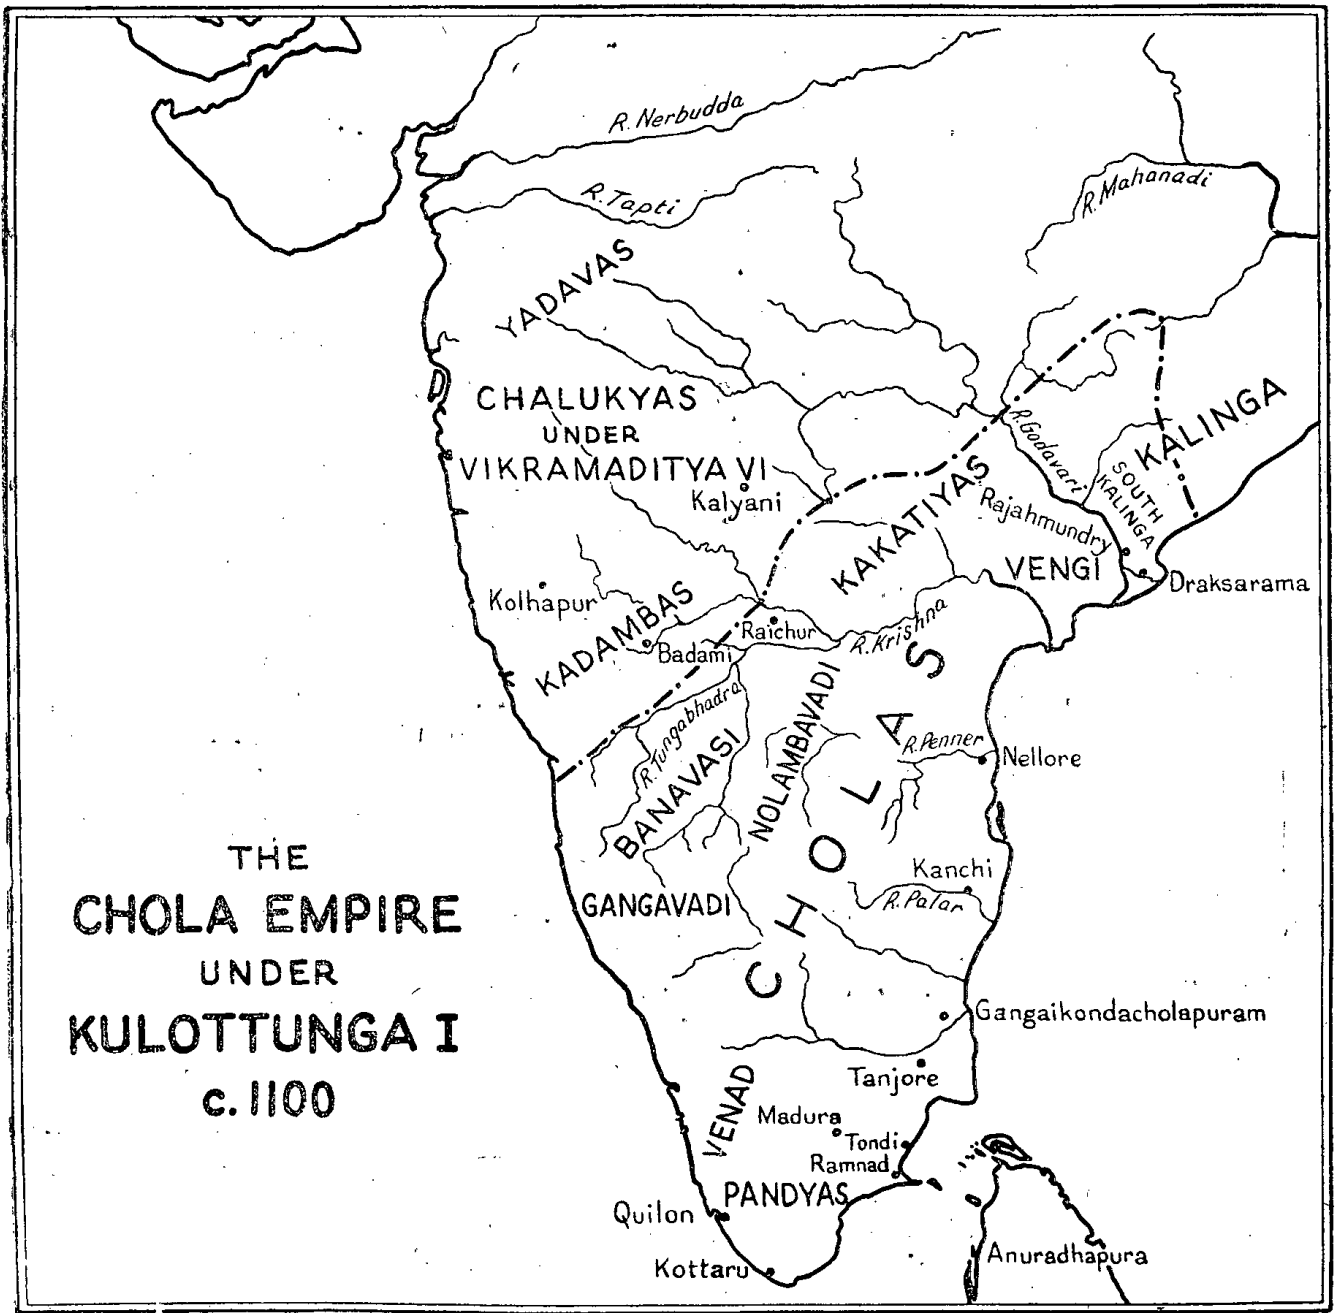 R. Nerbudda
R. Tapti
R. Mahanadi
YADAVAS
CHALUKYAS
UNDER
VIKRAMADITYA VI
Kalyani
KALINGA
R. Godavari
SOUTH
KALINGA
KAKATIYAS
Rajahmundry
VENGI
Draksarama
Kolhapur
KADAMBAS
Badami
Raichur
R. Krishna
R. Tungabhadra
BANAVASI
NOLAMBAVADI
CHOLAS
R. Penner
Nellore
GANGAVADI
Kanchi
R. Palar
THE
CHOLA EMPIRE
UNDER
KULOTTUNGA I
c. 1100
Gangaikondacholapuram
Tanjore
VENAD
Madura
Tondi
Ramnad
PANDYAS
Quilon
Kottaru
Anuradhapura